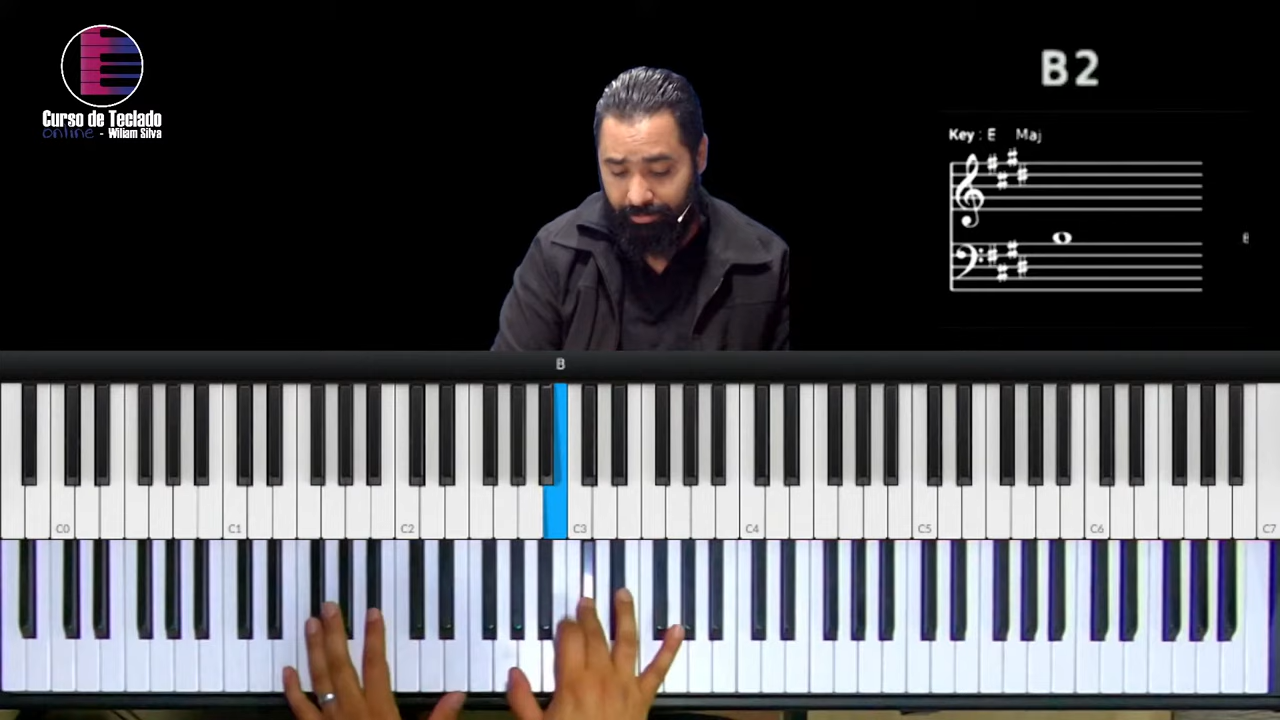 Curso de Teclado
online - Wiliam Silva
B2
Key : E Maj
B
C0 C1 C2 C3 C4 C5 C6 C7